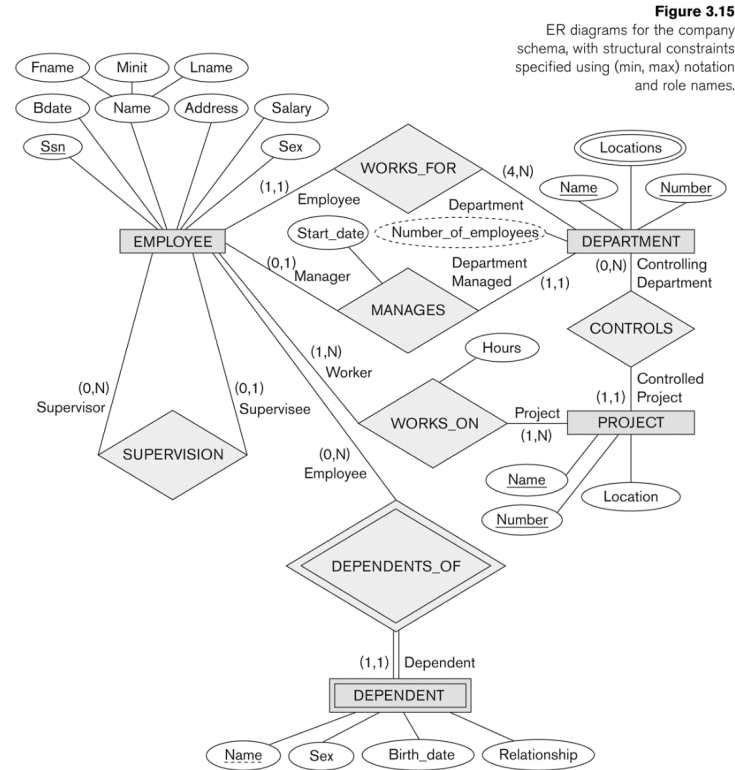 Figure 3.15
ER diagrams for the company
schema, with structural constraints
specified using (min, max) notation
and role names.
Fname
Minit
Lname
Bdate
Name
Address
Salary
Ssn
Sex
WORKS_FOR
(1,1)
Employee
(4,N)
Department
Locations
Name
Number
EMPLOYEE
Start_date
Number_of_employees
DEPARTMENT
(0,1)
Manager
MANAGES
Department
Managed
(1,1)
(0,N)
Controlling
Department
CONTROLS
(1,N)
Worker
Hours
(0,N)
Supervisor
(0,1)
Supervisee
SUPERVISION
WORKS_ON
Project
(1,N)
(1,1)
Controlled
Project
PROJECT
(0,N)
Employee
Name
Number
Location
DEPENDENTS_OF
(1,1)
Dependent
DEPENDENT
Name
Sex
Birth_date
Relationship